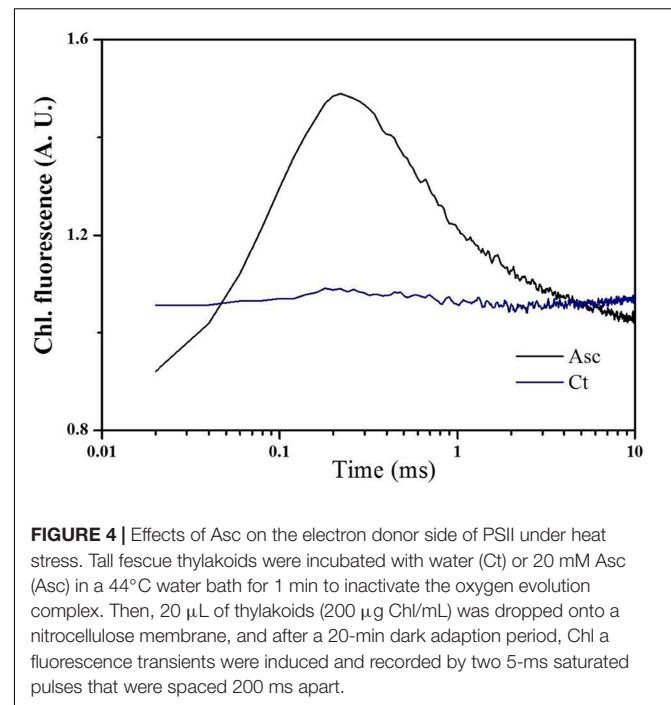 1.6
1.2
0.8
Chl. fluorescence (A. U.)
Asc
Ct
0.01
0.1
1
10
Time (ms)
FIGURE 4 | Effects of Asc on the electron donor side of PSII under heat
stress. Tall fescue thylakoids were incubated with water (Ct) or 20 mM Asc
(Asc) in a 44°C water bath for 1 min to inactivate the oxygen evolution
complex. Then, 20 μL of thylakoids (200 μg Chl/mL) was dropped onto a
nitrocellulose membrane, and after a 20-min dark adaption period, Chl a
fluorescence transients were induced and recorded by two 5-ms saturated
pulses that were spaced 200 ms apart.